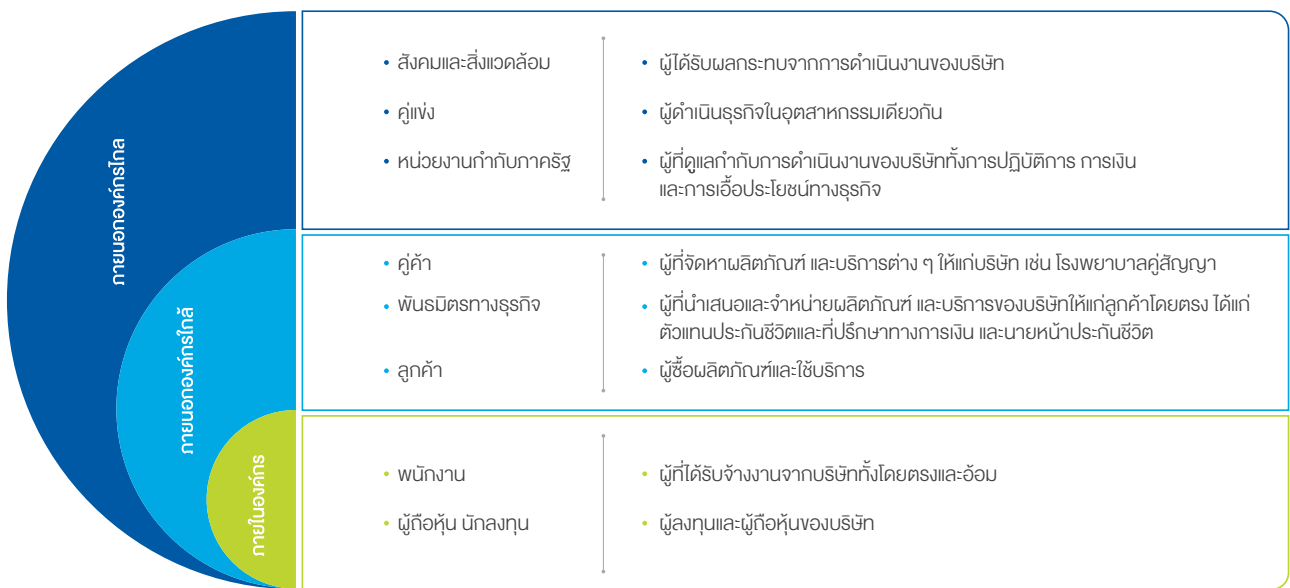 ภายนอกองค์กรไกล
• สังคมและสิ่งแวดล้อม
• ผู้ได้รับผลกระทบจากการดำเนินงานของบริษัท
• คู่แข่ง
• ผู้ดำเนินธุรกิจในอุตสาหกรรมเดียวกัน
• หน่วยงานกำกับภาครัฐ
• ผู้ที่ดูแลกำกับการดำเนินงานของบริษัททั้งการปฏิบัติการ การเงิน
และการเอื้อประโยชน์ทางธุรกิจ
ภายนอกองค์กรใกล้
• คู่ค้า
• ผู้ที่จัดหาผลิตภัณฑ์ และบริการต่าง ๆ ให้แก่บริษัท เช่น โรงพยาบาลคู่สัญญา
• พันธมิตรทางธุรกิจ
• ผู้ที่นำเสนอและจำหน่ายผลิตภัณฑ์ และบริการของบริษัทให้แก่ลูกค้าโดยตรง ได้แก่
ตัวแทนประกันชีวิตและที่ปรึกษาทางการเงิน และนายหน้าประกันชีวิต
• ลูกค้า
• ผู้ซื้อผลิตภัณฑ์และใช้บริการ
ภายในองค์กร
• พนักงาน
• ผู้ที่ได้รับจ้างงานจากบริษัททั้งโดยตรงและอ้อม
• ผู้ถือหุ้น นักลงทุน
• ผู้ลงทุนและผู้ถือหุ้นของบริษัท